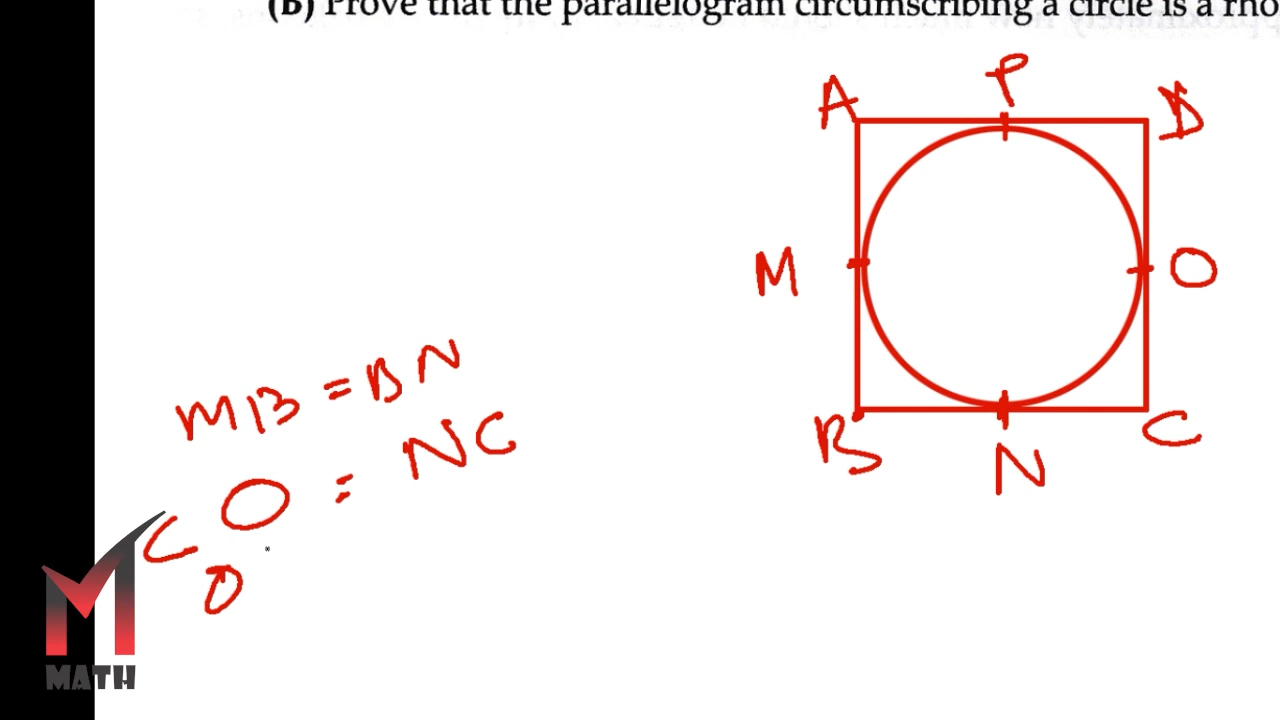 (B) Prove that the parallelogram circumscribing a circle is a rho
P
A
D
M
O
B
N
C
MB = BN
CO = NC
O
M
MATH